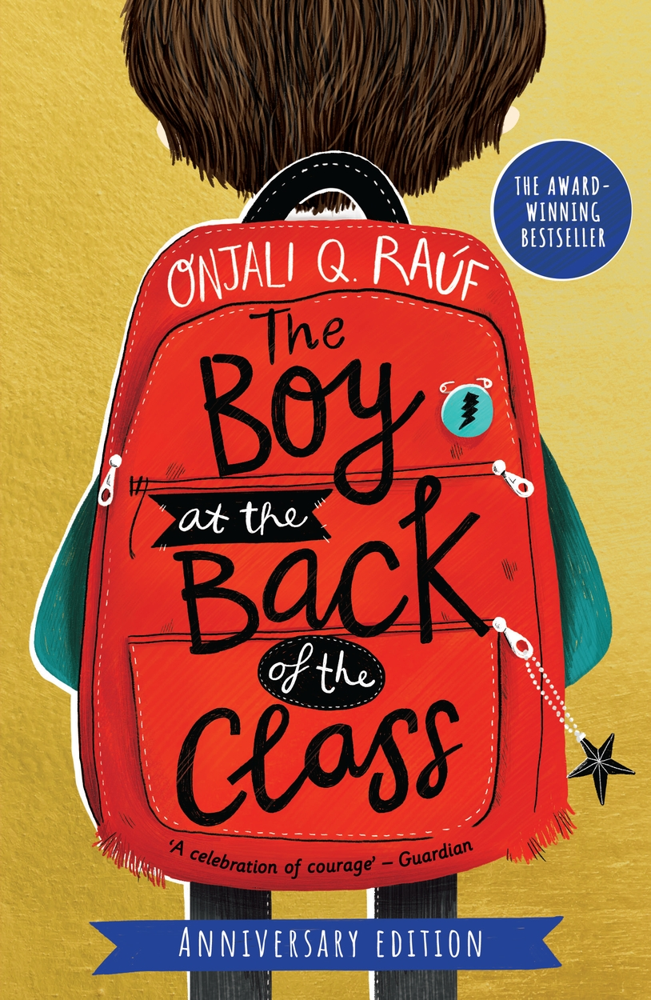 THE AWARD-
WINNING
BESTSELLER
ONJALI Q. RAÚF
The
Boy
at the
Back
of the
Class
‘A celebration of courage’ – Guardian
ANNIVERSARY EDITION